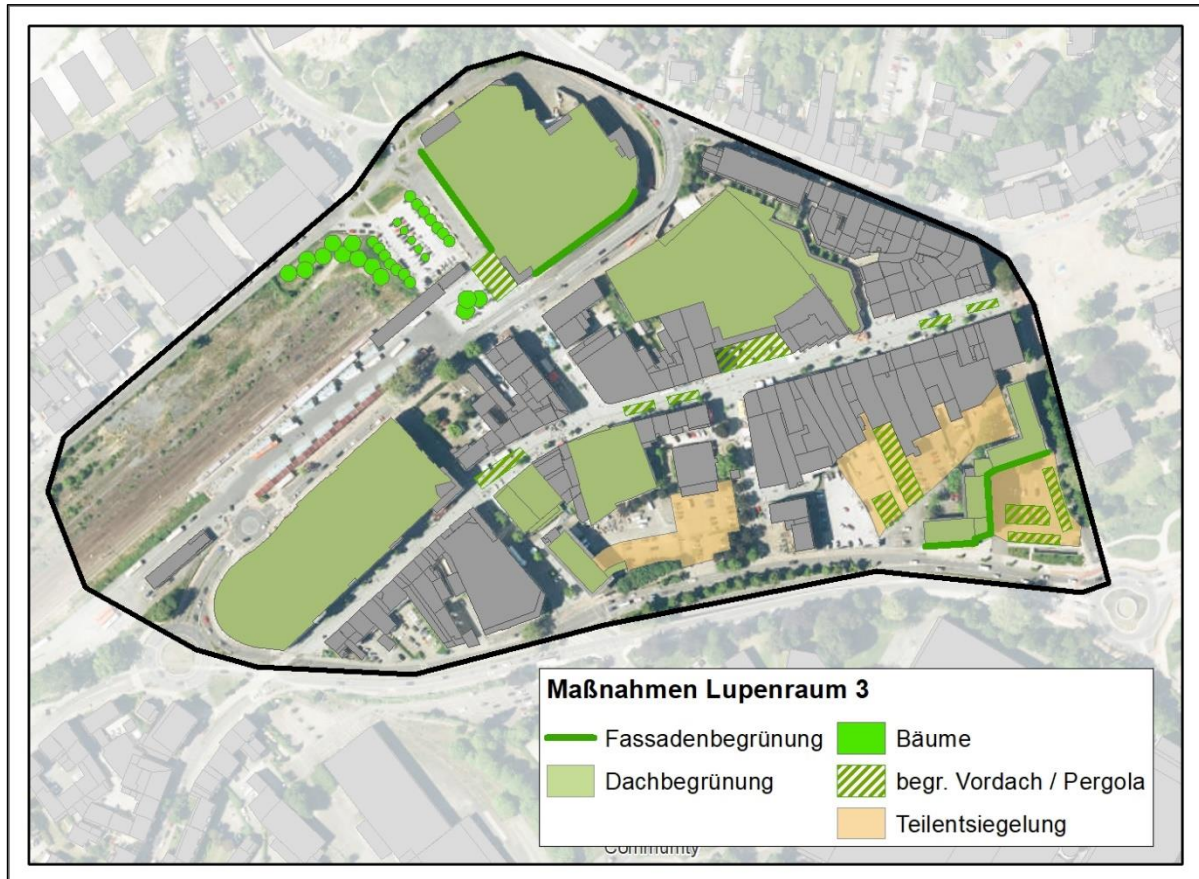 Maßnahmen Lupenraum 3
Fassadenbegrünung
Bäume
Dachbegrünung
begr. Vordach / Pergola
Teilentsiegelung
Community